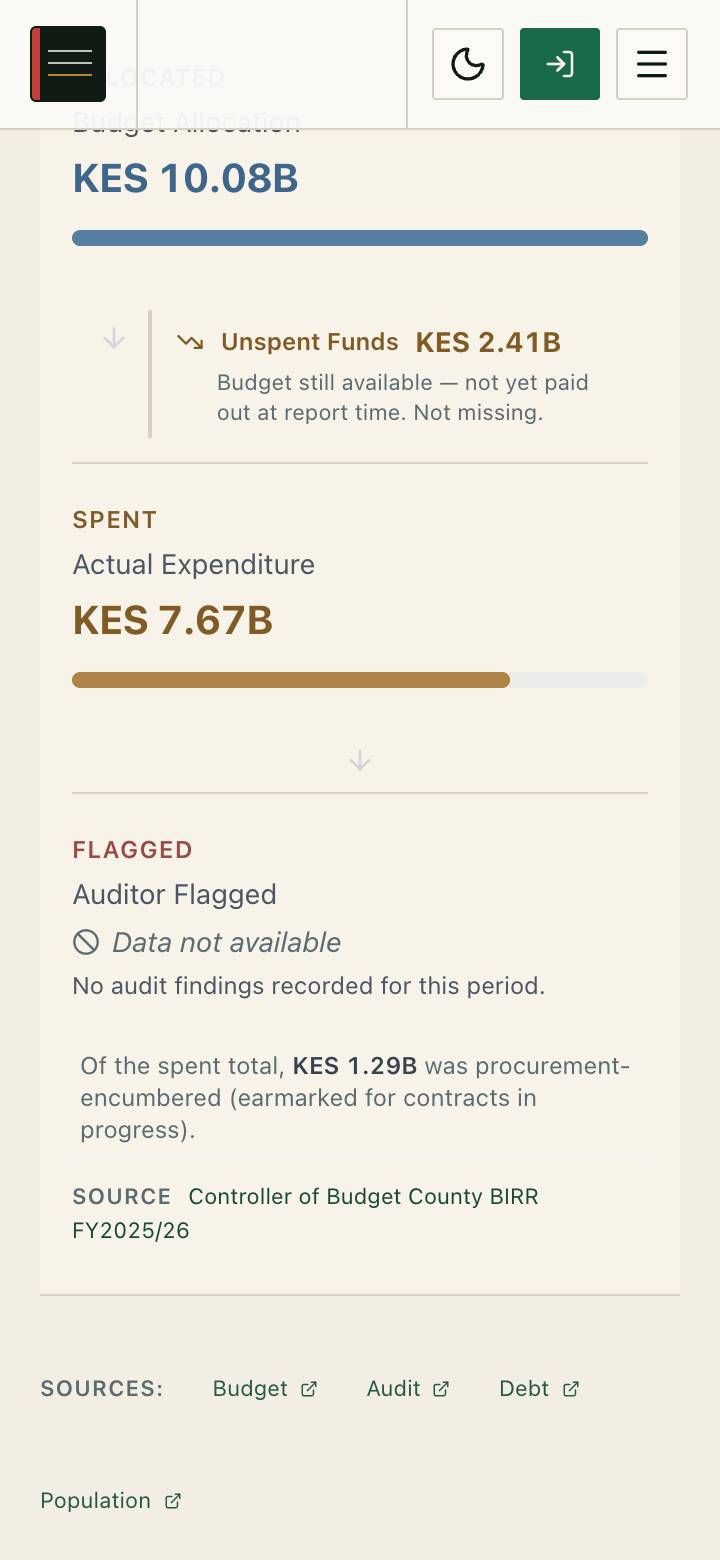 LOCATED
Budget Allocation
KES 10.08B
Unspent Funds KES 2.41B
Budget still available — not yet paid
out at report time. Not missing.
SPENT
Actual Expenditure
KES 7.67B
FLAGGED
Auditor Flagged
Data not available
No audit findings recorded for this period.
Of the spent total, KES 1.29B was procurement-
encumbered (earmarked for contracts in
progress).
SOURCE Controller of Budget County BIRR
FY2025/26
SOURCES: Budget Audit Debt
Population